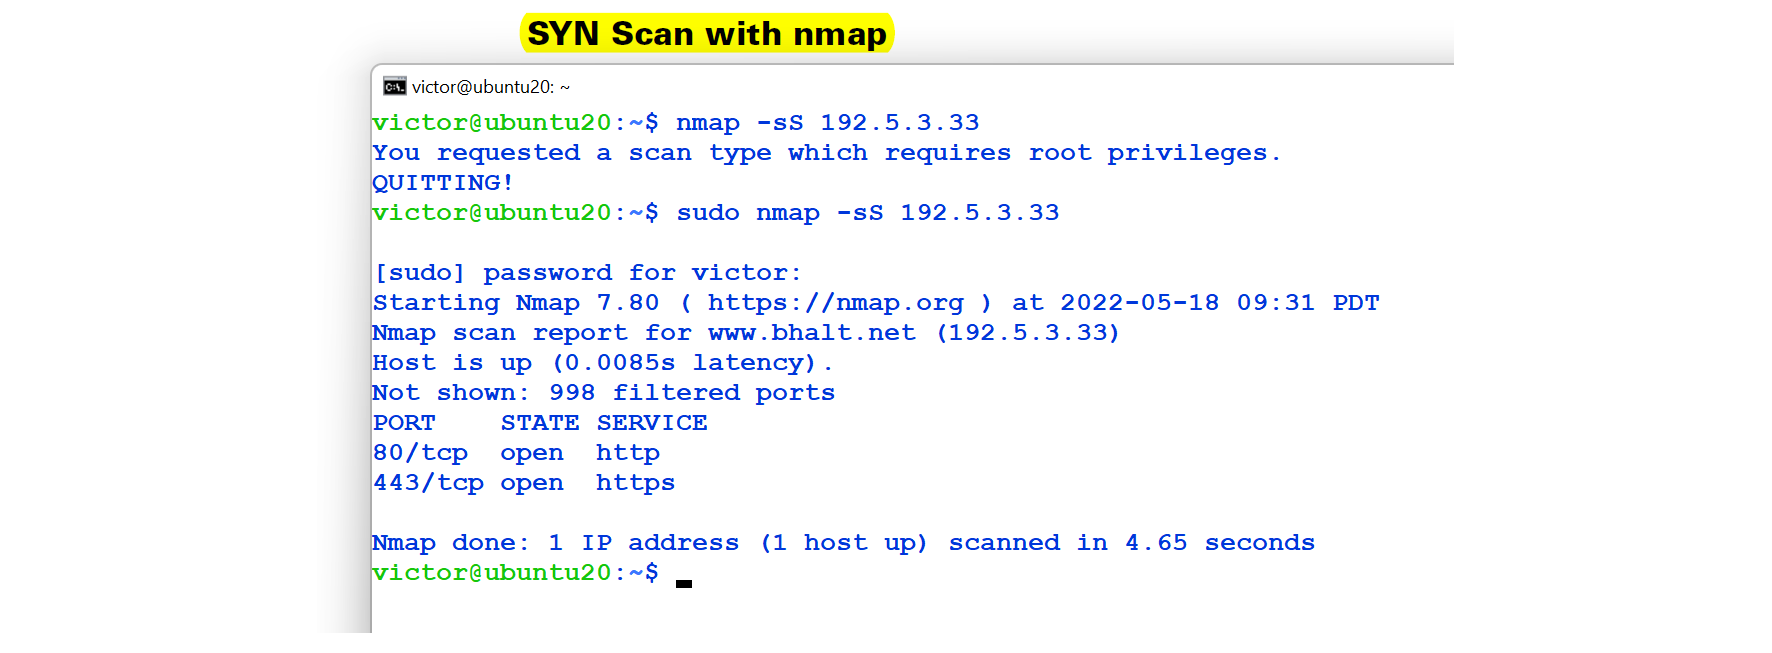 SYN Scan with nmap
victor@ubuntu20: ~
victor@ubuntu20:~$ nmap -sS 192.5.3.33
You requested a scan type which requires root privileges.
QUITTING!
victor@ubuntu20:~$ sudo nmap -sS 192.5.3.33
[sudo] password for victor:
Starting Nmap 7.80 ( https://nmap.org ) at 2022-05-18 09:31 PDT
Nmap scan report for www.bhalt.net (192.5.3.33)
Host is up (0.0085s latency).
Not shown: 998 filtered ports
PORT    STATE SERVICE
80/tcp  open  http
443/tcp open  https
Nmap done: 1 IP address (1 host up) scanned in 4.65 seconds
victor@ubuntu20:~$